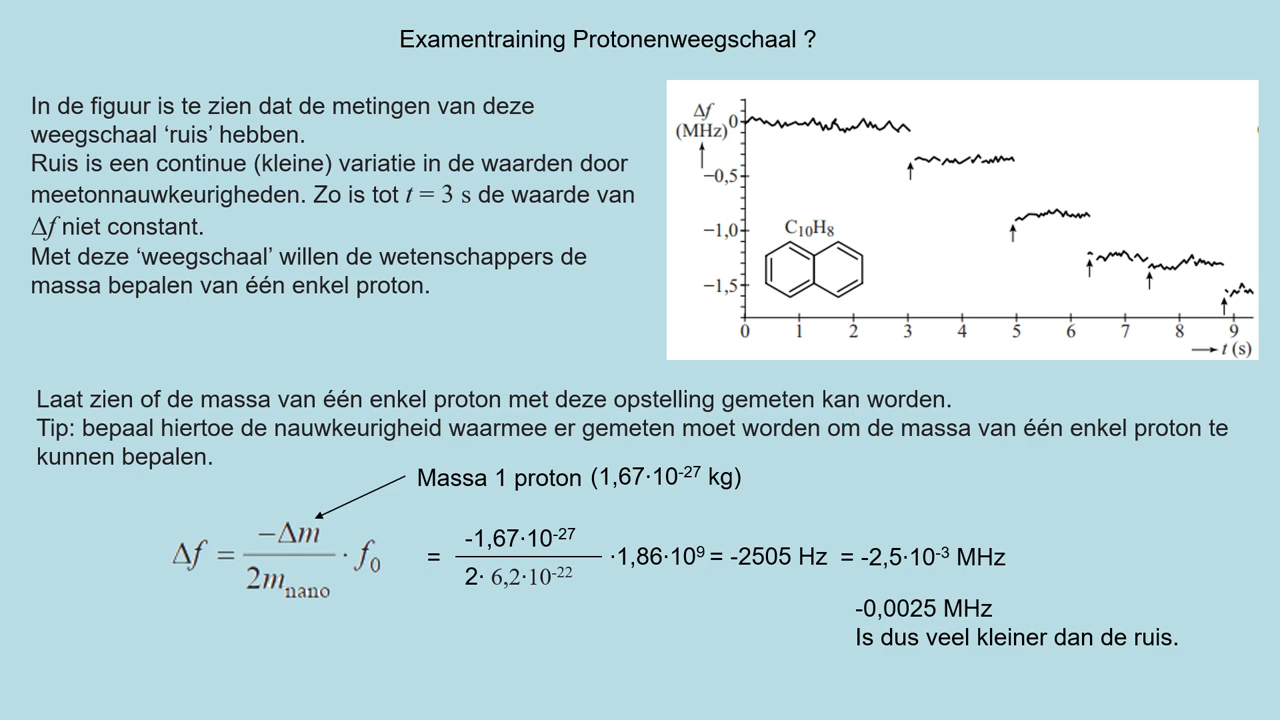 Examentraining Protonenweegschaal ?
In de figuur is te zien dat de metingen van deze
weegschaal ‘ruis’ hebben.
Ruis is een continue (kleine) variatie in de waarden door
meetonnauwkeurigheden. Zo is tot t = 3 s de waarde van
Δf niet constant.
Met deze ‘weegschaal’ willen de wetenschappers de
massa bepalen van één enkel proton.
Δf
(MHz)
0
−0,5
−1,0
−1,5
C₁₀H₈
0 1 2 3 4 5 6 7 8 9
t (s)
Laat zien of de massa van één enkel proton met deze opstelling gemeten kan worden.
Tip: bepaal hiertoe de nauwkeurigheid waarmee er gemeten moet worden om de massa van één enkel proton te
kunnen bepalen.
Massa 1 proton (1,67·10⁻²⁷ kg)
Δf = −Δm / 2mₙₐₙₒ · f₀ = -1,67·10⁻²⁷ / 2· 6,2·10⁻²² ·1,86·10⁹ = -2505 Hz = -2,5·10⁻³ MHz
-0,0025 MHz
Is dus veel kleiner dan de ruis.